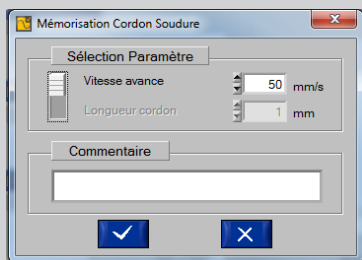 Mémorisation Cordon Soudure
Sélection Paramètre
Vitesse avance 50 mm/s
Longueur cordon 1 mm
Commentaire